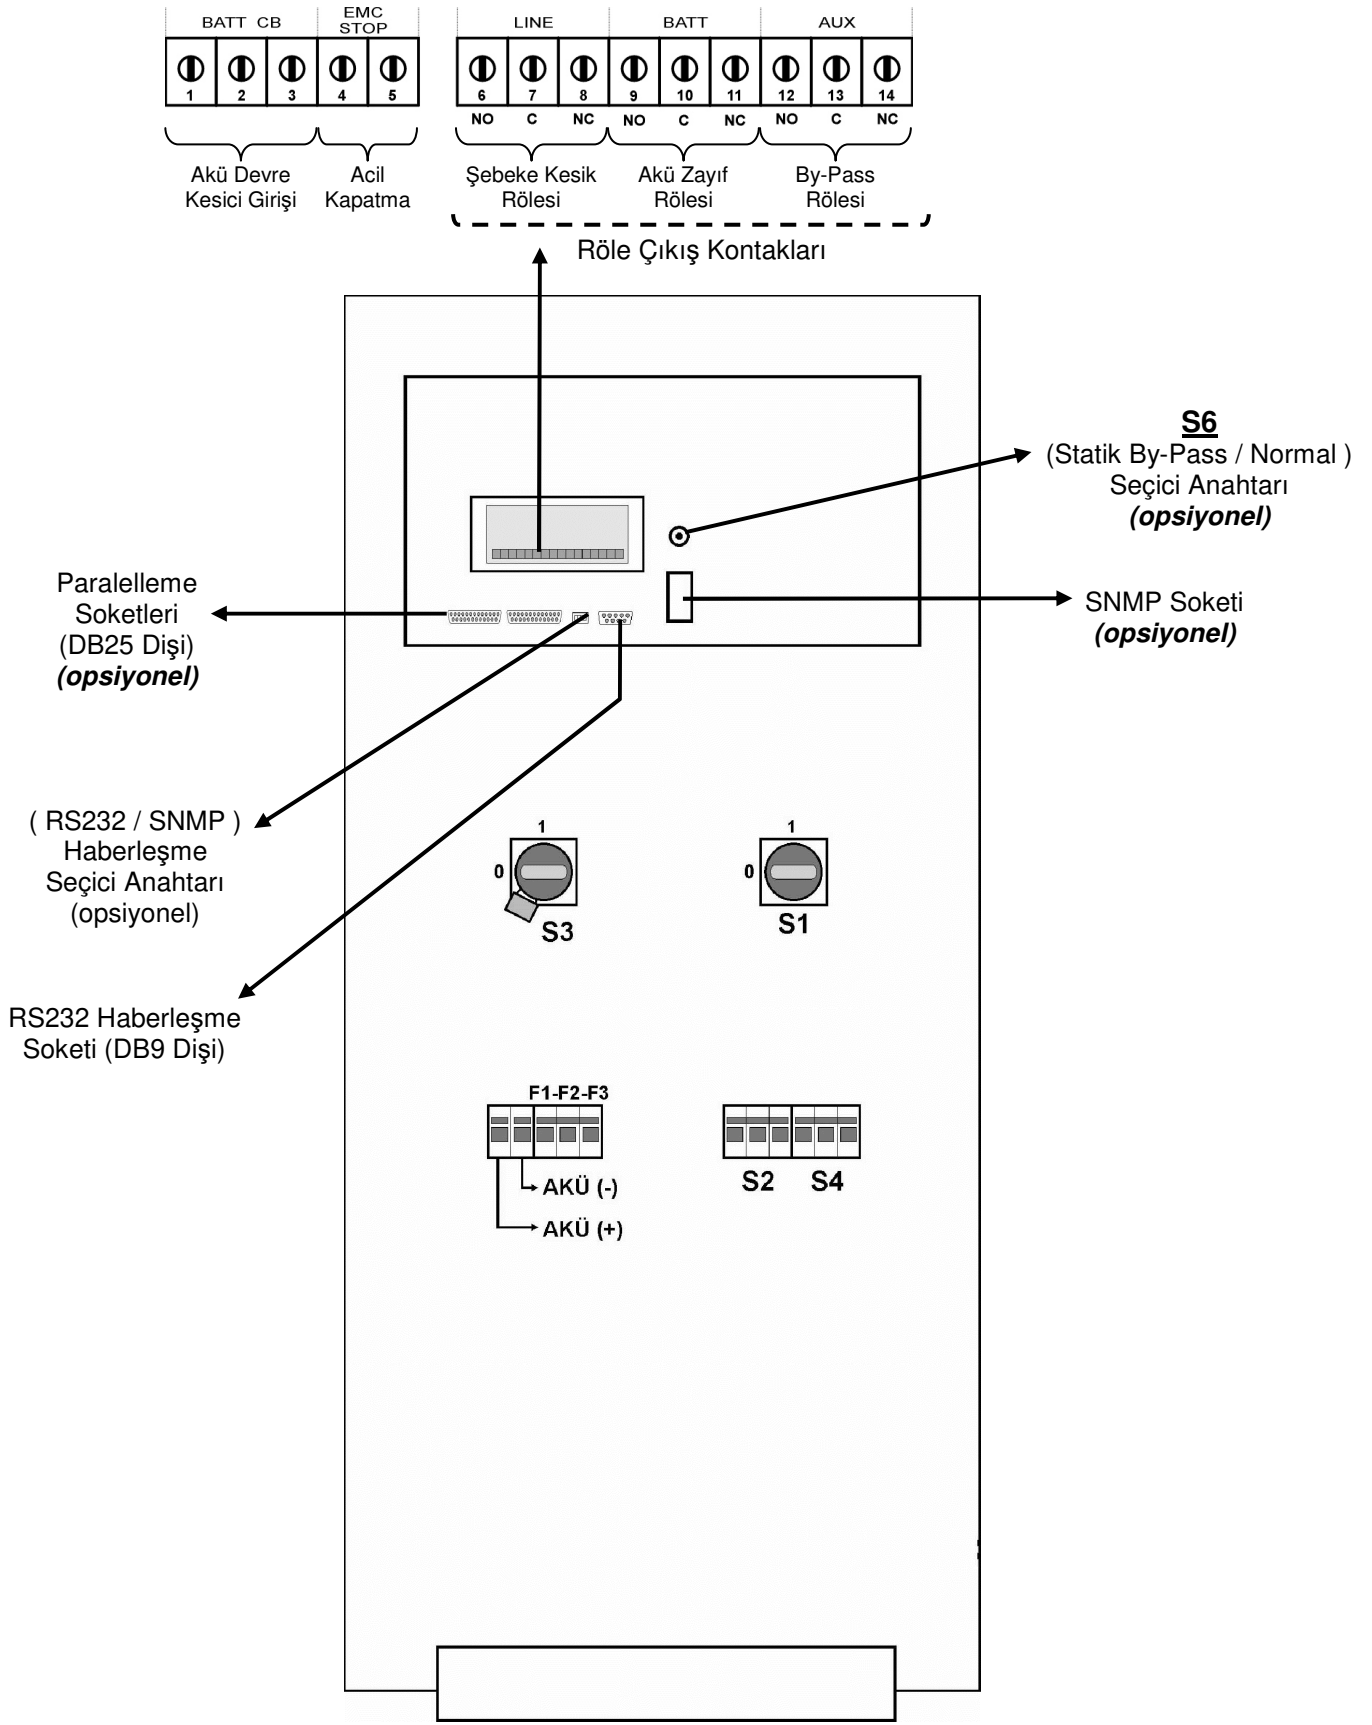 BATT CB
EMC
STOP
LINE
BATT
AUX
1 2 3 4 5 6 7 8 9 10 11 12 13 14
NO C NC NO C NC NO C NC
Akü Devre
Kesici Girişi
Acil
Kapatma
Şebeke Kesik
Rölesi
Akü Zayıf
Rölesi
By-Pass
Rölesi
Röle Çıkış Kontakları
S6
(Statik By-Pass / Normal )
Seçici Anahtarı
(opsiyonel)
Paralelleme
Soketleri
(DB25 Dişi)
(opsiyonel)
SNMP Soketi
(opsiyonel)
( RS232 / SNMP )
Haberleşme
Seçici Anahtarı
(opsiyonel)
1
0
S3
1
0
S1
RS232 Haberleşme
Soketi (DB9 Dişi)
F1-F2-F3
AKÜ (-)
AKÜ (+)
S2 S4